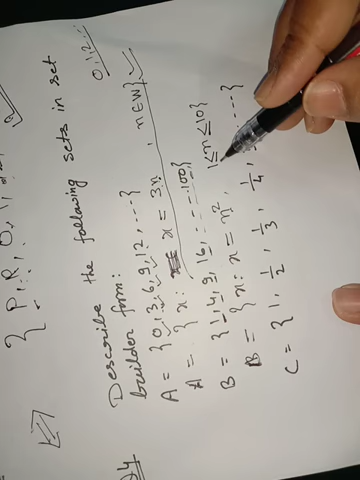 { P, R, O,
Q4
Describe the following sets in set
builder form:
0,1,2
A = {0, 3, 6, 9, 12, ....}
A = { x : x = 3n , n∈W}
B = {1, 4, 9, 16, ..... 100}
B = { x : x = n², 1≤n≤10}
C = { 1, 1/2, 1/3, 1/4, ....}